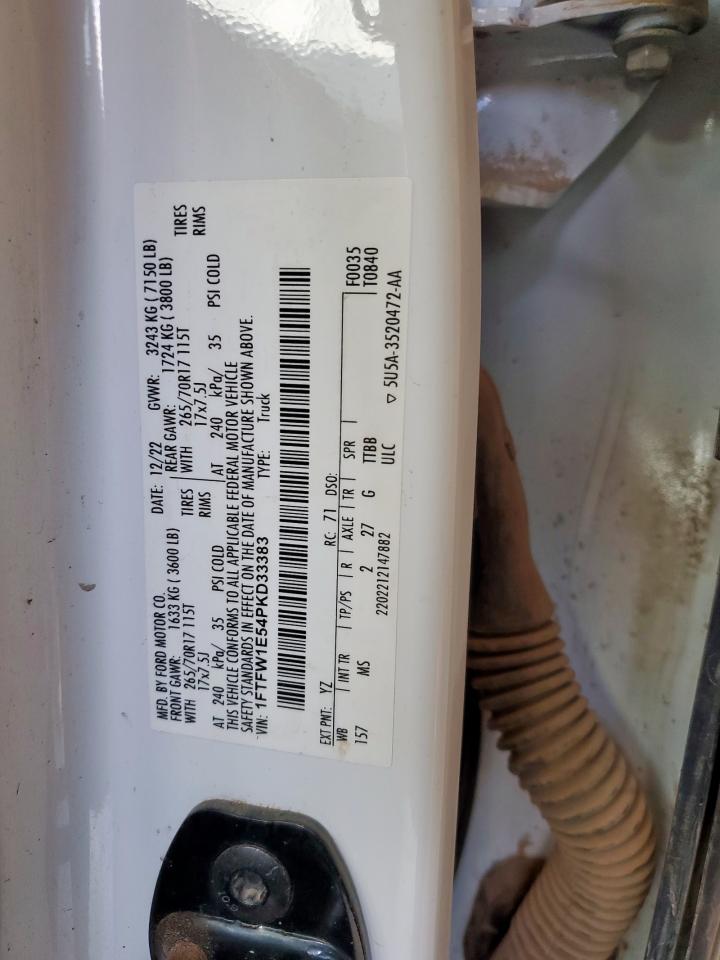 MFD. BY FORD MOTOR CO. DATE: 12/22 GVWR: 3243 KG ( 7150 LB)
FRONT GAWR: 1633 KG ( 3600 LB) REAR GAWR: 1724 KG ( 3800 LB)
WITH 265/70R17 115T TIRES WITH 265/70R17 115T TIRES
17x7.5J RIMS 17x7.5J RIMS
AT 240 kPa/ 35 PSI COLD AT 240 kPa/ 35 PSI COLD
THIS VEHICLE CONFORMS TO ALL APPLICABLE FEDERAL MOTOR VEHICLE
SAFETY STANDARDS IN EFFECT ON THE DATE OF MANUFACTURE SHOWN ABOVE.
VIN: 1FTFW1E54PKD33383 TYPE: Truck
EXT PNT: YZ RC: 71 DSO: F0035
WB INT TR TP/PS R AXLE TR SPR T0840
157 MS 2 27 G TTBB
2202212147882 ULC ▽ 5U5A-3520472-AA